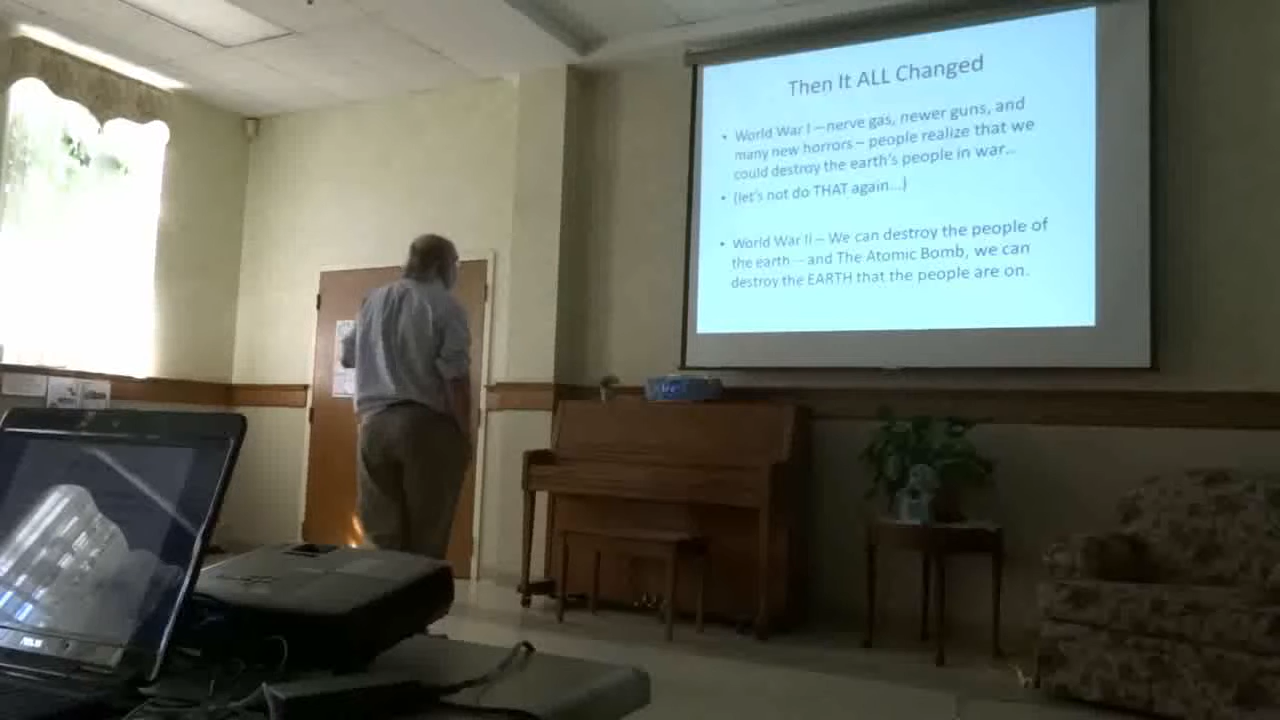 Then It ALL Changed
• World War I – nerve gas, newer guns, and
many new horrors – people realize that we
could destroy the earth's people in war...
• (let's not do THAT again...)
• World War II – We can destroy the people of
the earth – and The Atomic Bomb, we can
destroy the EARTH that the people are on.